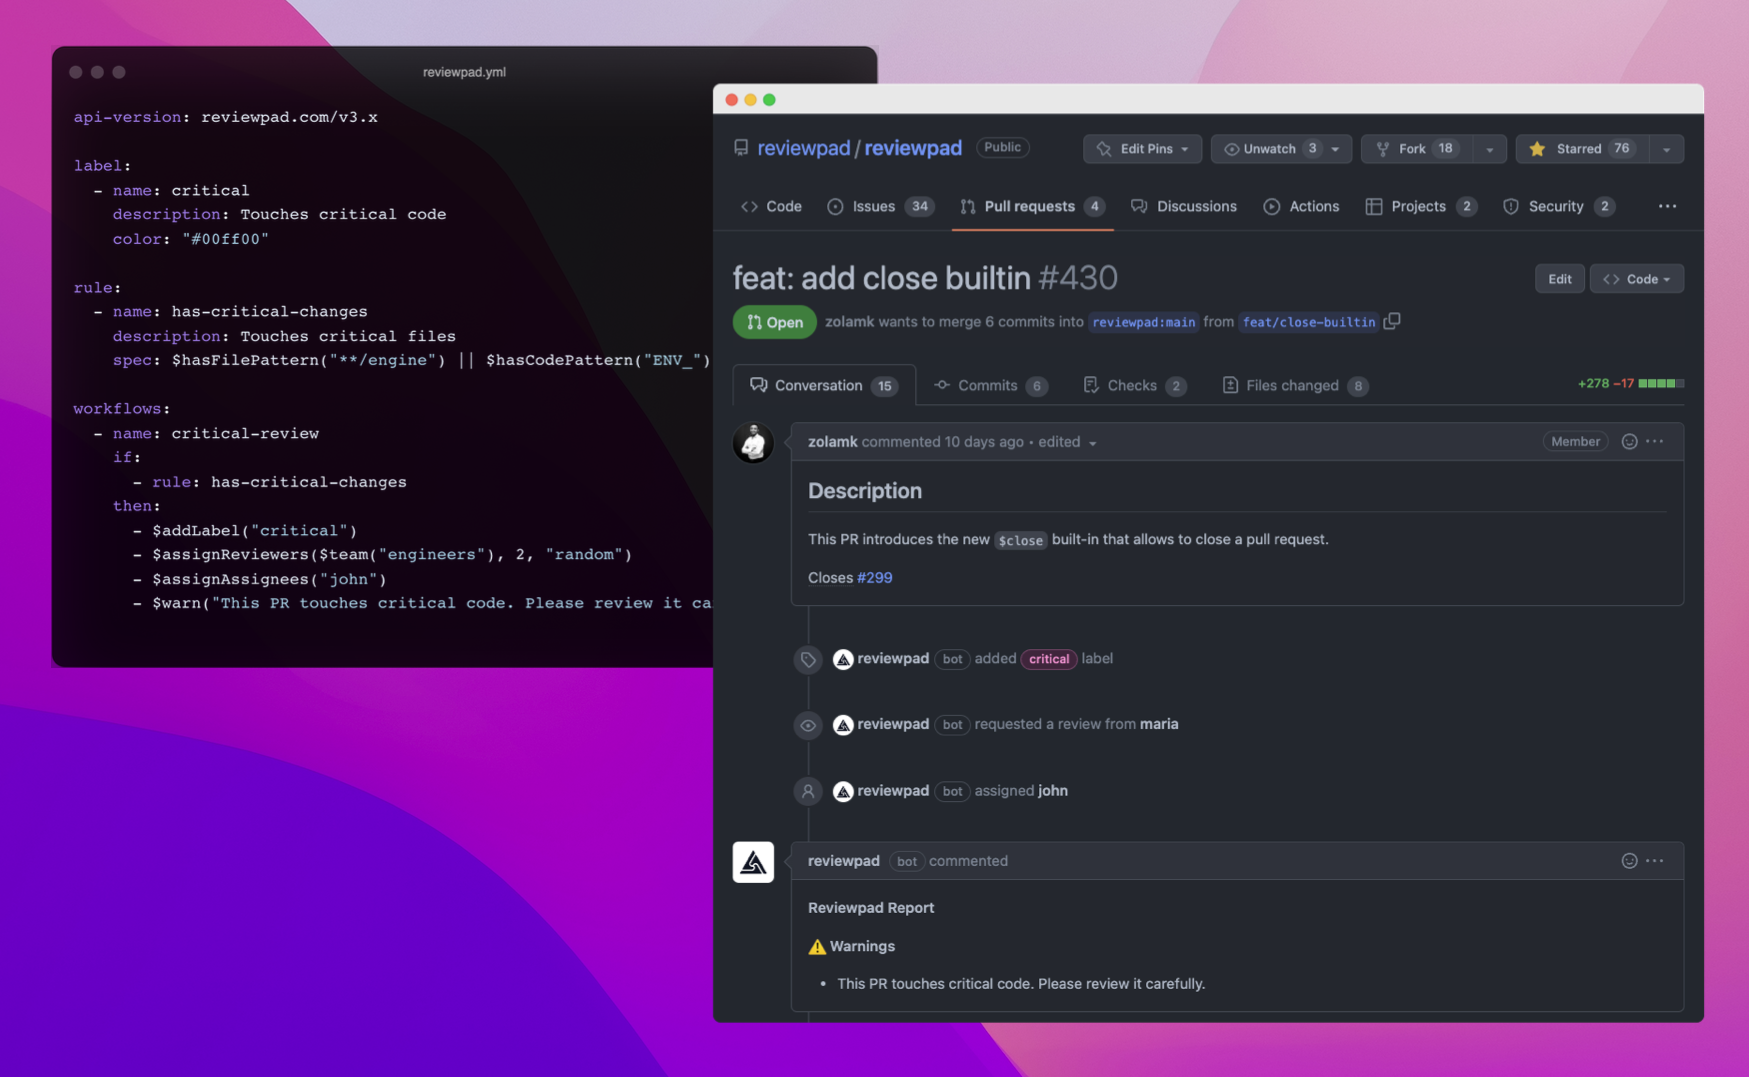 reviewpad.yml
api-version: reviewpad.com/v3.x
label:
- name: critical
description: Touches critical code
color: "#00ff00"
rule:
- name: has-critical-changes
description: Touches critical files
spec: $hasFilePattern("**/engine") || $hasCodePattern("ENV_")
workflows:
- name: critical-review
if:
- rule: has-critical-changes
then:
- $addLabel("critical")
- $assignReviewers($team("engineers"), 2, "random")
- $assignAssignees("john")
- $warn("This PR touches critical code. Please review it ca
reviewpad / reviewpad Public Edit Pins Unwatch 3 Fork 18 Starred 76
Code Issues 34 Pull requests 4 Discussions Actions Projects 2 Security 2 ...
feat: add close builtin #430 Edit Code
Open zolamk wants to merge 6 commits into reviewpad:main from feat/close-builtin
Conversation 15 Commits 6 Checks 2 Files changed 8 +278 −17
zolamk commented 10 days ago • edited Member ...
Description
This PR introduces the new $close built-in that allows to close a pull request.
Closes #299
reviewpad bot added critical label
reviewpad bot requested a review from maria
reviewpad bot assigned john
reviewpad bot commented ...
Reviewpad Report
⚠️ Warnings
• This PR touches critical code. Please review it carefully.